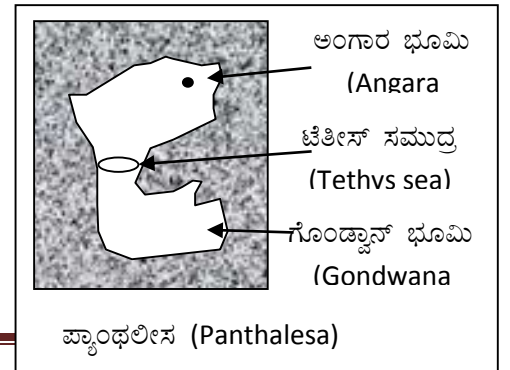 ಅಂಗಾರ ಭೂಮಿ
(Angara
ಟೆತೀಸ್ ಸಮುದ್ರ
(Tethys sea)
ಗೊಂಡ್ವಾನ್ ಭೂಮಿ
(Gondwana
ಪ್ಯಾಂಥಲೀಸ (Panthalesa)